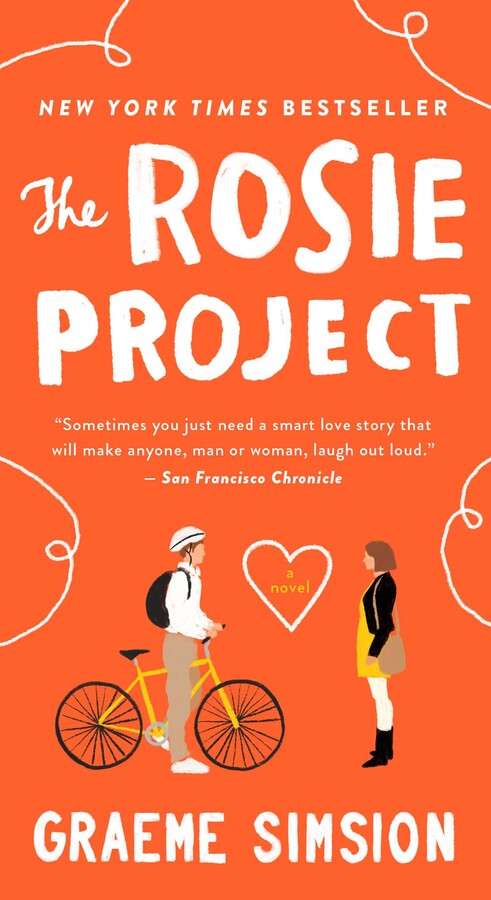 NEW YORK TIMES BESTSELLER
The ROSIE
PROJECT
“Sometimes you just need a smart love story that
will make anyone, man or woman, laugh out loud.”
— San Francisco Chronicle
a
novel
GRAEME SIMSION